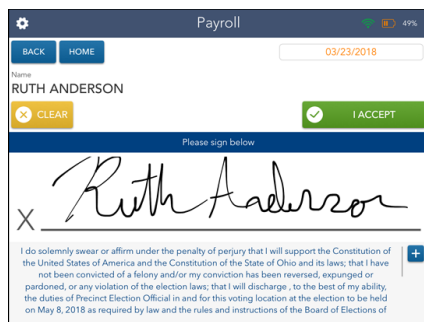 Payroll
49%
BACK
HOME
03/23/2018
Name
RUTH ANDERSON
CLEAR
I ACCEPT
Please sign below
Ruth Anderson
X
I do solemnly swear or affirm under the penalty of perjury that I will support the Constitution of
the United States of America and the Constitution of the State of Ohio and its laws; that I have
not been convicted of a felony and/or my conviction has been reversed, expunged or
pardoned, or any violation of the election laws; that I will discharge , to the best of my ability,
the duties of Precinct Election Official in and for this voting location at the election to be held
on May 8, 2018 as required by law and the rules and instructions of the Board of Elections of